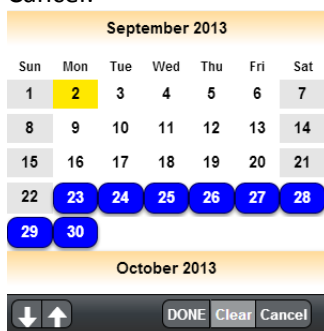 September 2013
Sun Mon Tue Wed Thu Fri Sat
1 2 3 4 5 6 7
8 9 10 11 12 13 14
15 16 17 18 19 20 21
22 23 24 25 26 27 28
29 30
October 2013
DONE Clear Cancel